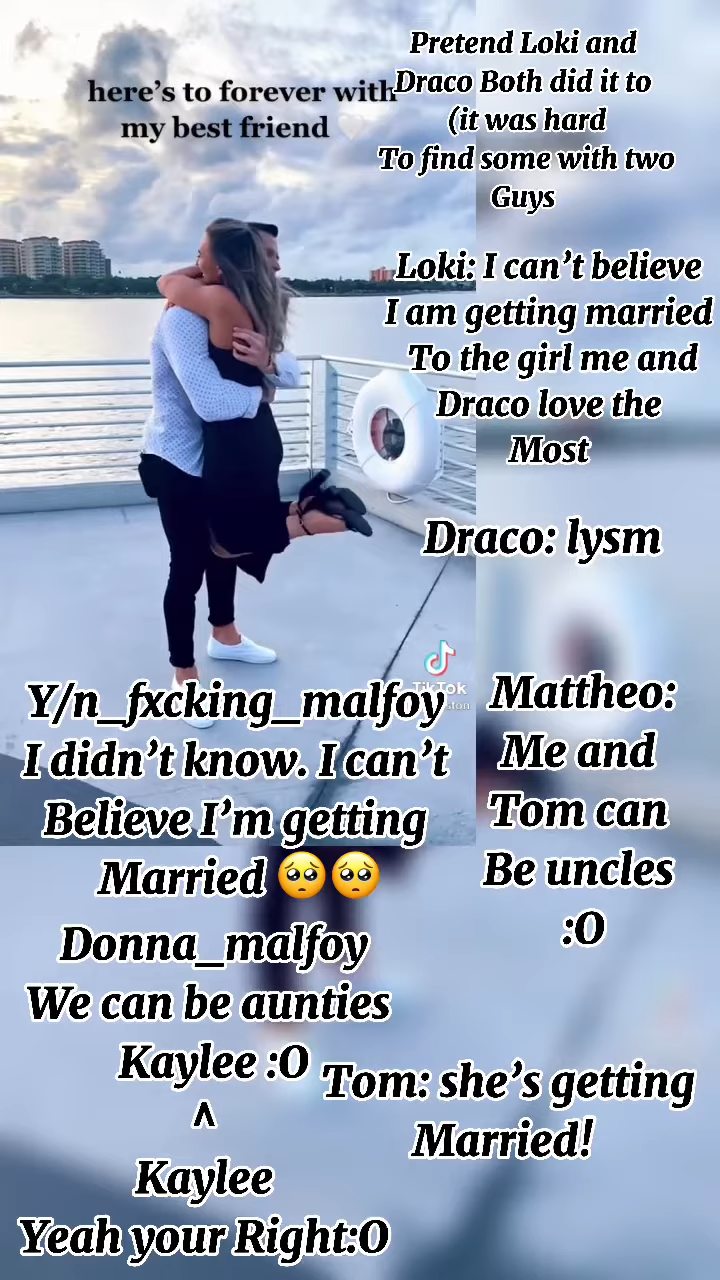 here's to forever with
my best friend
Pretend Loki and
Draco Both did it to
(it was hard
To find some with two
Guys
Loki: I can't believe
I am getting married
To the girl me and
Draco love the
Most
Draco: lysm
TikTok
Y/n_fxcking_malfoy
I didn't know. I can't
Believe I'm getting
Married 🥺🥺
Mattheo:
Me and
Tom can
Be uncles
:O
Donna_malfoy
We can be aunties
Kaylee :O
^
Kaylee
Yeah your Right:O
Tom: she's getting
Married!